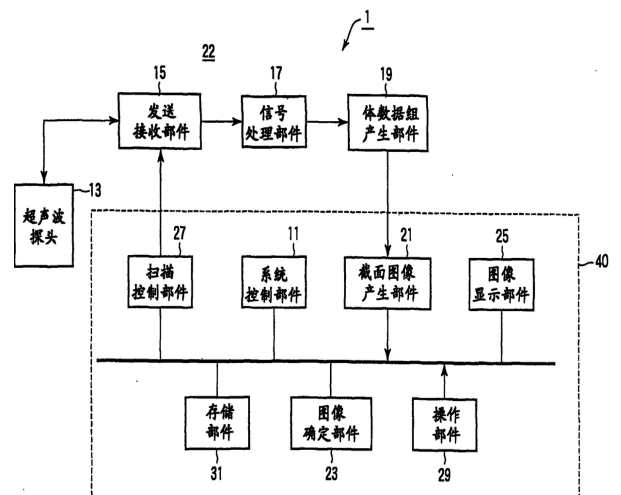 1
22
15
17
19
发送
接收部件
信号
处理部件
体数据组
产生部件
13
超声波
探头
27
11
21
25
40
扫描
控制部件
系统
控制部件
截面图像
产生部件
图像
显示部件
存储
部件
图像
确定部件
操作
部件
31
23
29